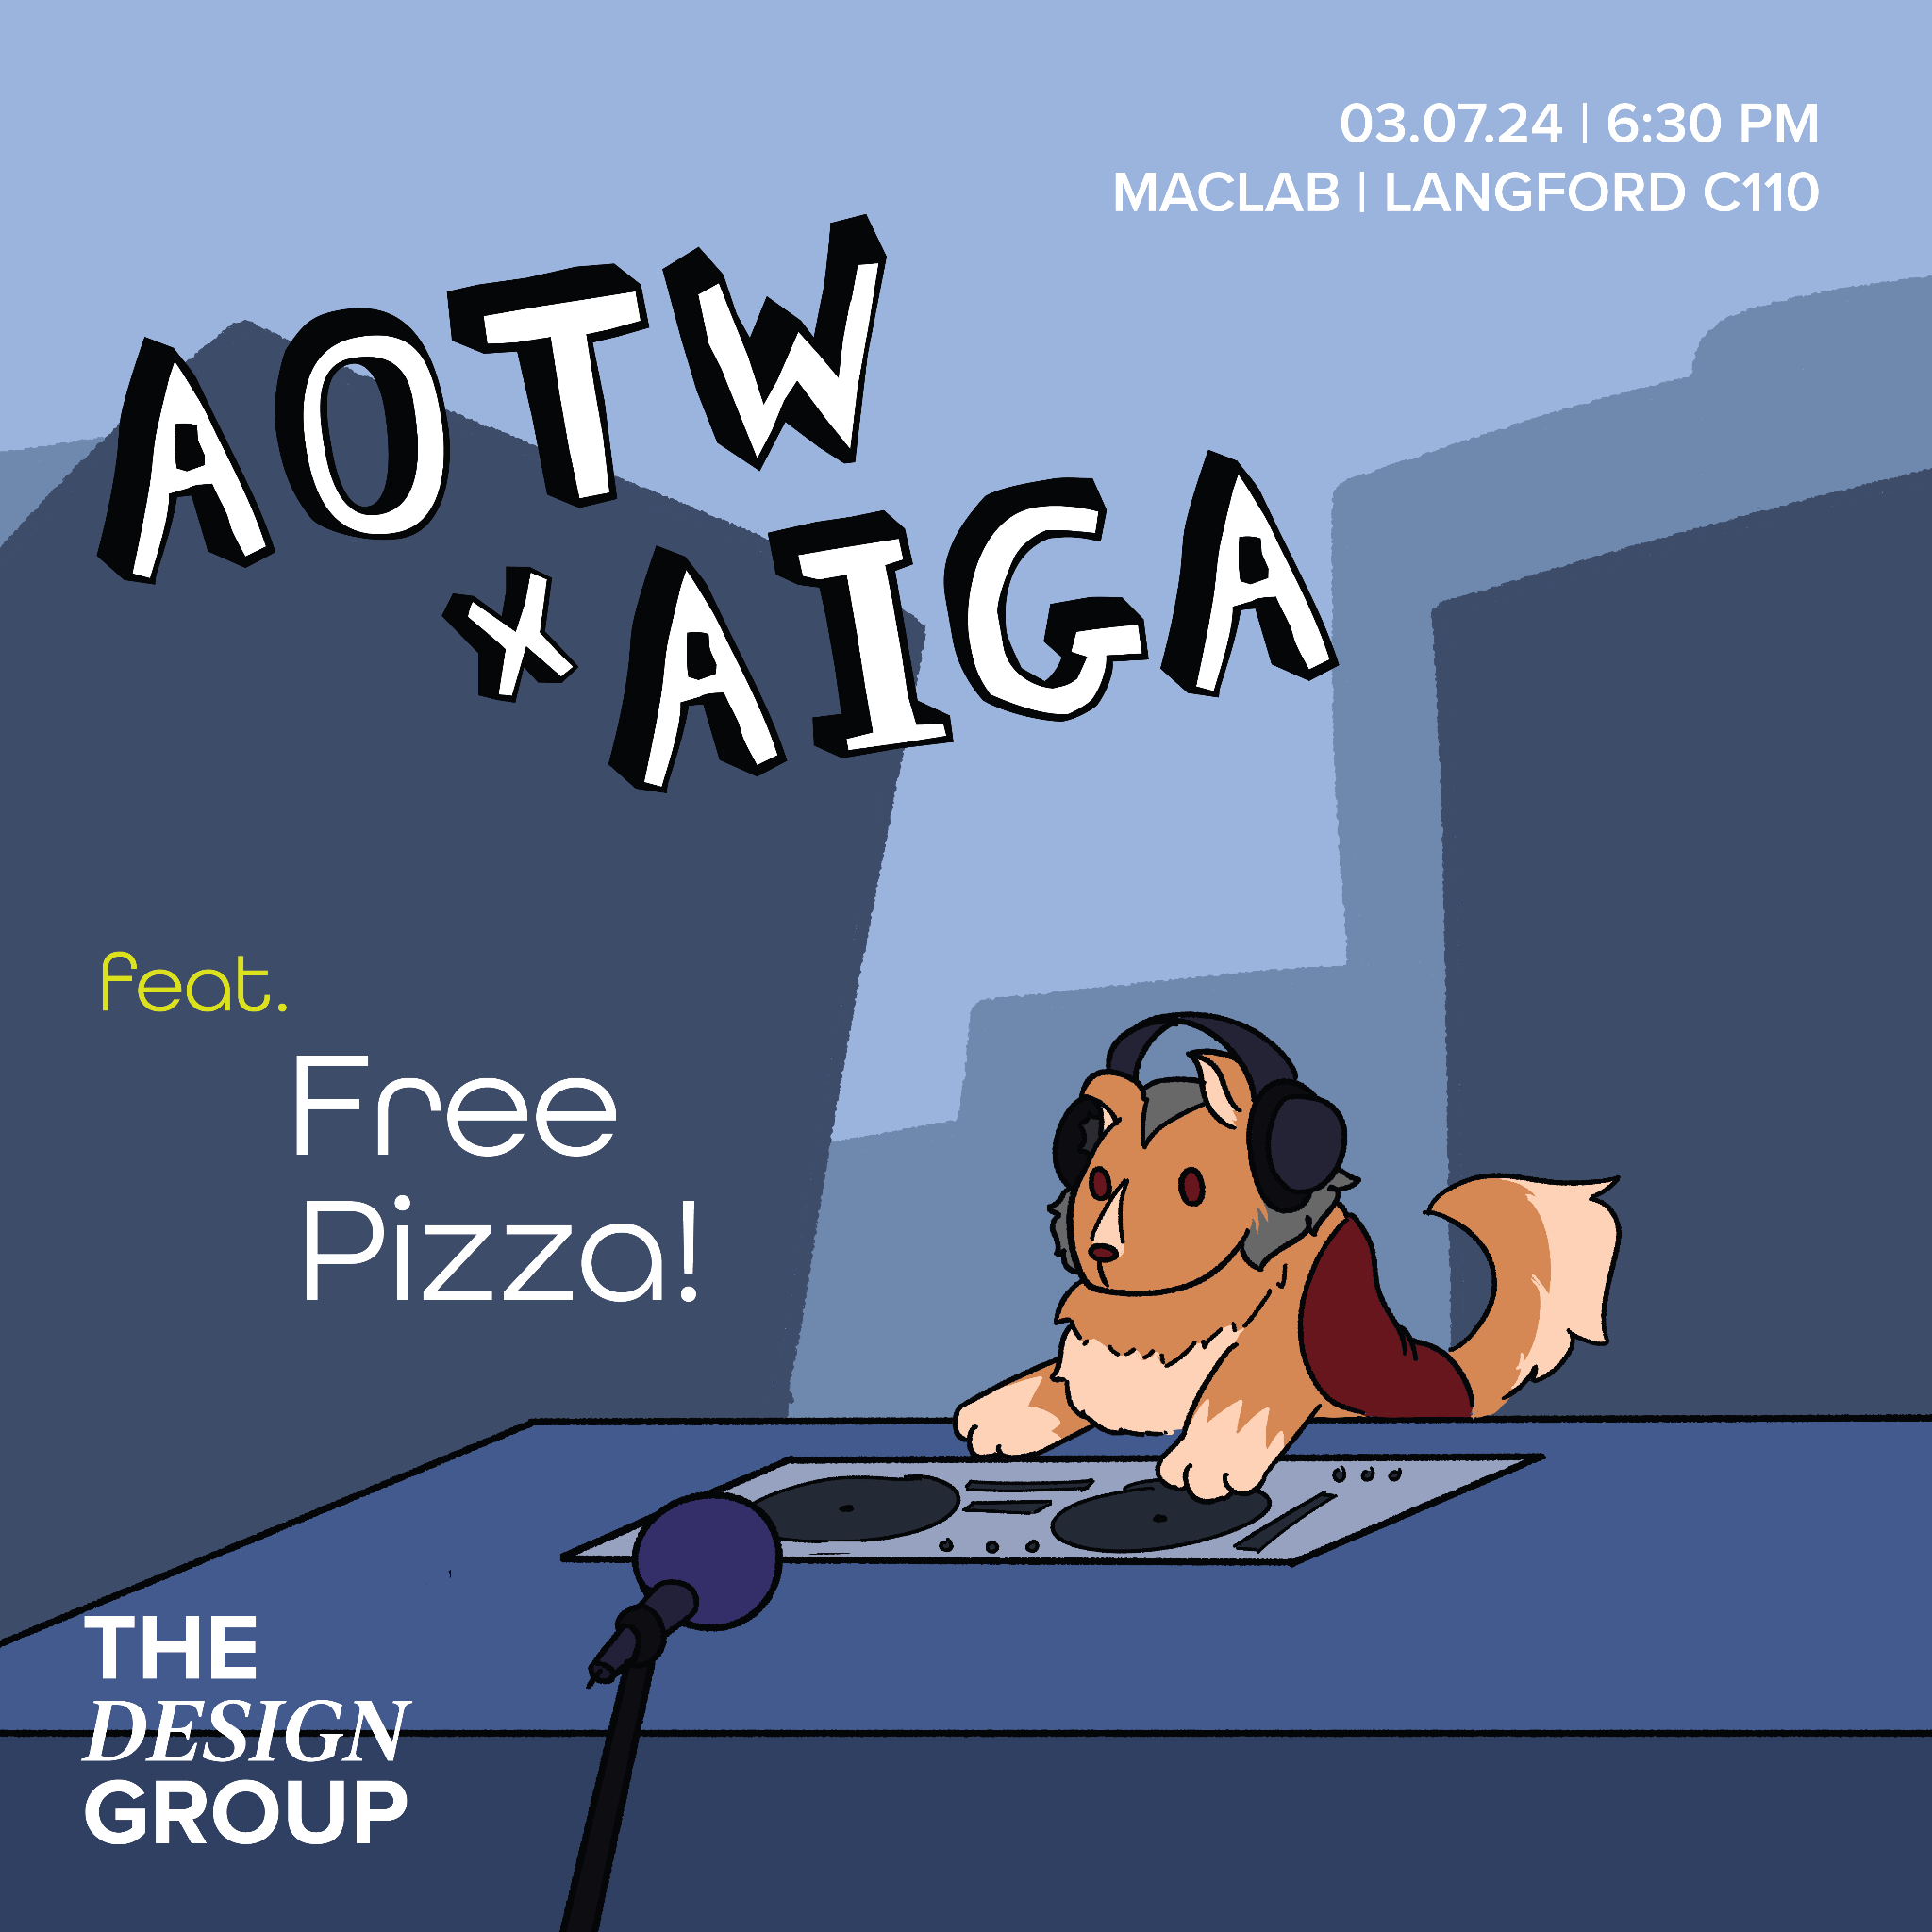 03.07.24 | 6:30 PM
MACLAB | LANGFORD C110
AOTW
x AIGA
feat.
Free
Pizza!
THE
DESIGN
GROUP